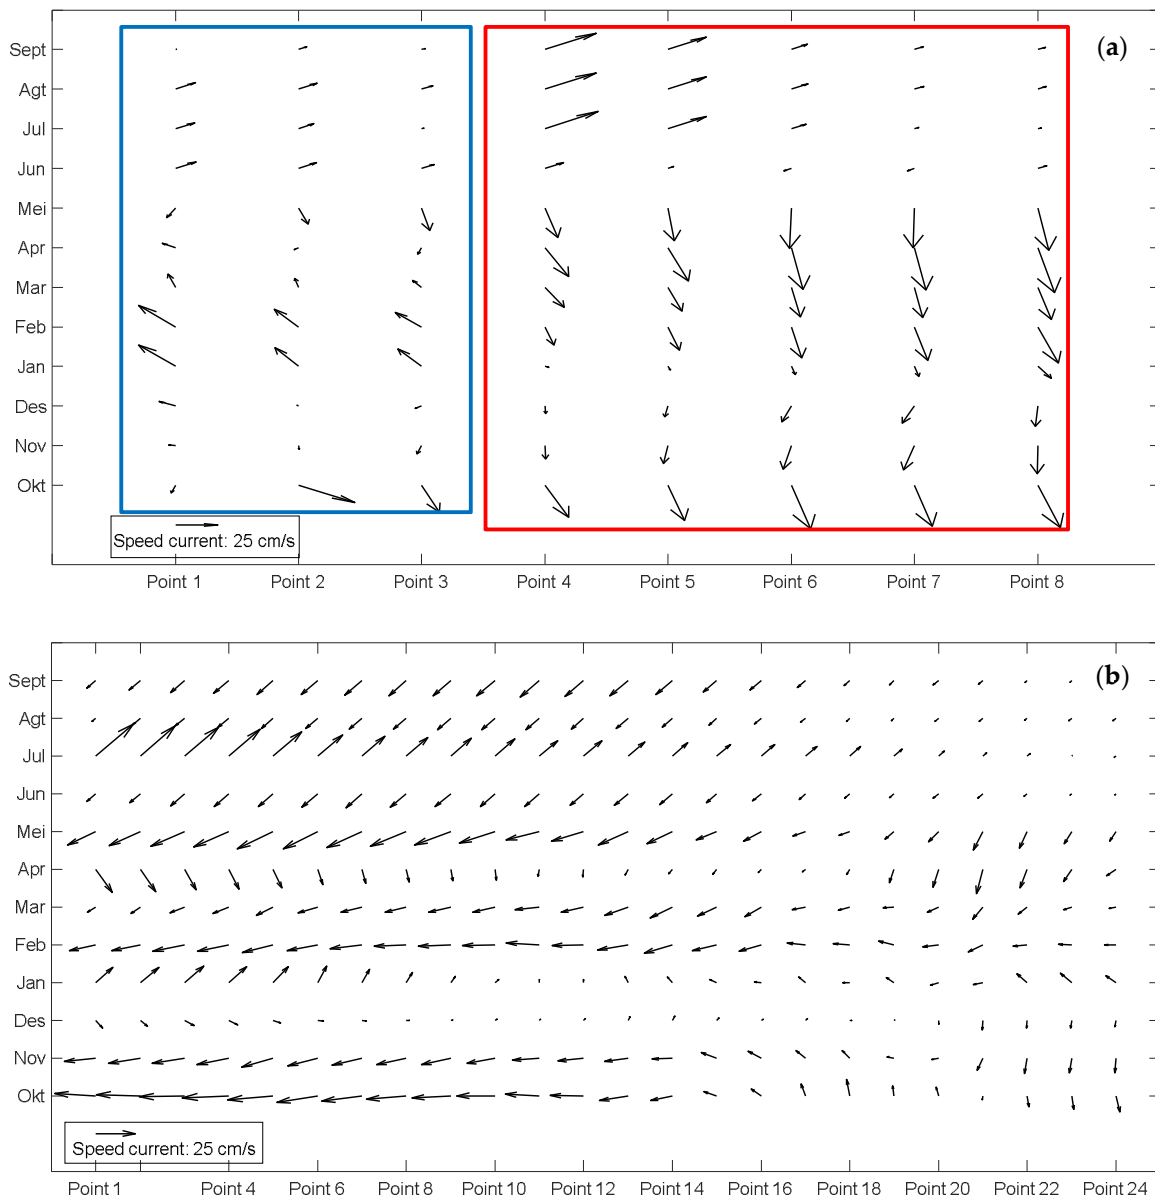 (a)
Sept
Agt
Jul
Jun
Mei
Apr
Mar
Feb
Jan
Des
Nov
Okt
Speed current: 25 cm/s
Point 1 Point 2 Point 3 Point 4 Point 5 Point 6 Point 7 Point 8
(b)
Sept
Agt
Jul
Jun
Mei
Apr
Mar
Feb
Jan
Des
Nov
Okt
Speed current: 25 cm/s
Point 1 Point 4 Point 6 Point 8 Point 10 Point 12 Point 14 Point 16 Point 18 Point 20 Point 22 Point 24